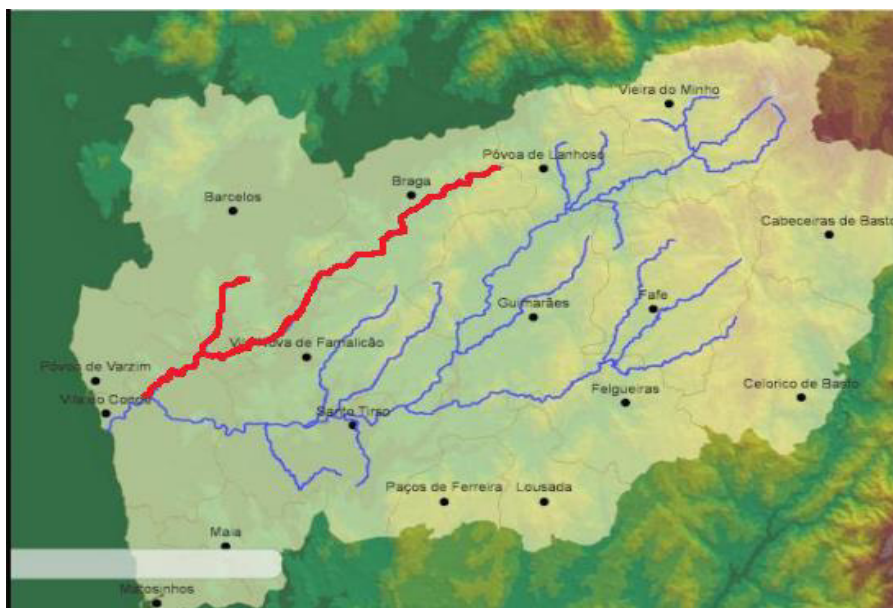 Vieira do Minho
Póvoa de Lanhoso
Braga
Barcelos
Cabeceiras de Basto
Guimarães
Fafe
Vila Nova de Famalicão
Póvoa de Varzim
Celorico de Basto
Felgueiras
Vila do Conde
Santo Tirso
Paços de Ferreira
Lousada
Maia
Matosinhos